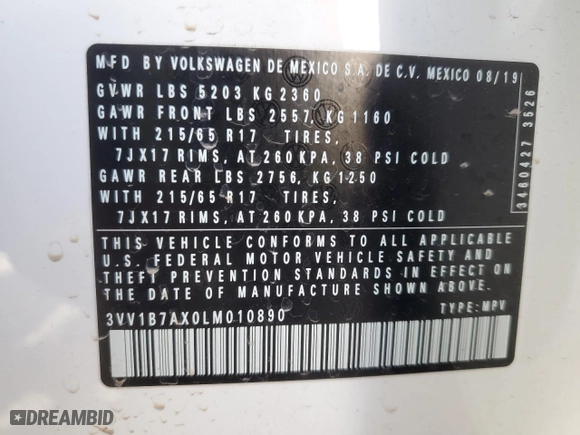 MFD BY VOLKSWAGEN DE MEXICO S.A. DE C.V. MEXICO 08/19
GVWR LBS 5203 KG 2360
GAWR FRONT LBS 2557, KG 1160
WITH 215/65 R17 TIRES,
7JX17 RIMS, AT 260 KPA, 38 PSI COLD
GAWR REAR LBS 2756, KG 1250
WITH 215/65 R17 TIRES,
7JX17 RIMS, AT 260 KPA, 38 PSI COLD
THIS VEHICLE CONFORMS TO ALL APPLICABLE
U.S. FEDERAL MOTOR VEHICLE SAFETY AND
THEFT PREVENTION STANDARDS IN EFFECT ON
THE DATE OF MANUFACTURE SHOWN ABOVE.
3VV1B7AX0LM010890 TYPE: MPV
3460427 3526
DREAMBID